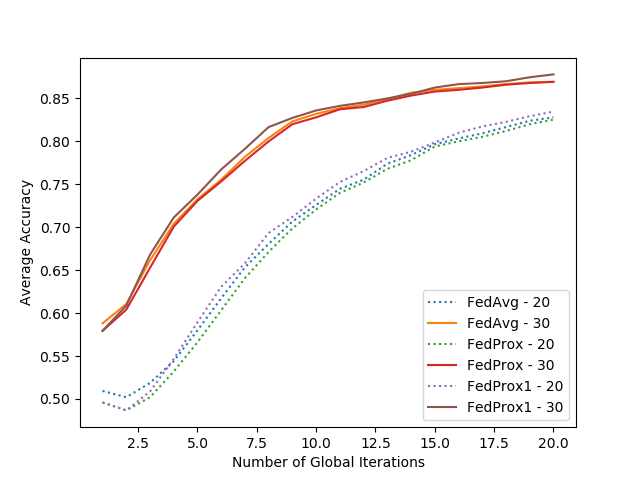 0.85
0.80
0.75
0.70
0.65
0.60
0.55
0.50
Average Accuracy
FedAvg - 20
FedAvg - 30
FedProx - 20
FedProx - 30
FedProx1 - 20
FedProx1 - 30
2.5 5.0 7.5 10.0 12.5 15.0 17.5 20.0
Number of Global Iterations